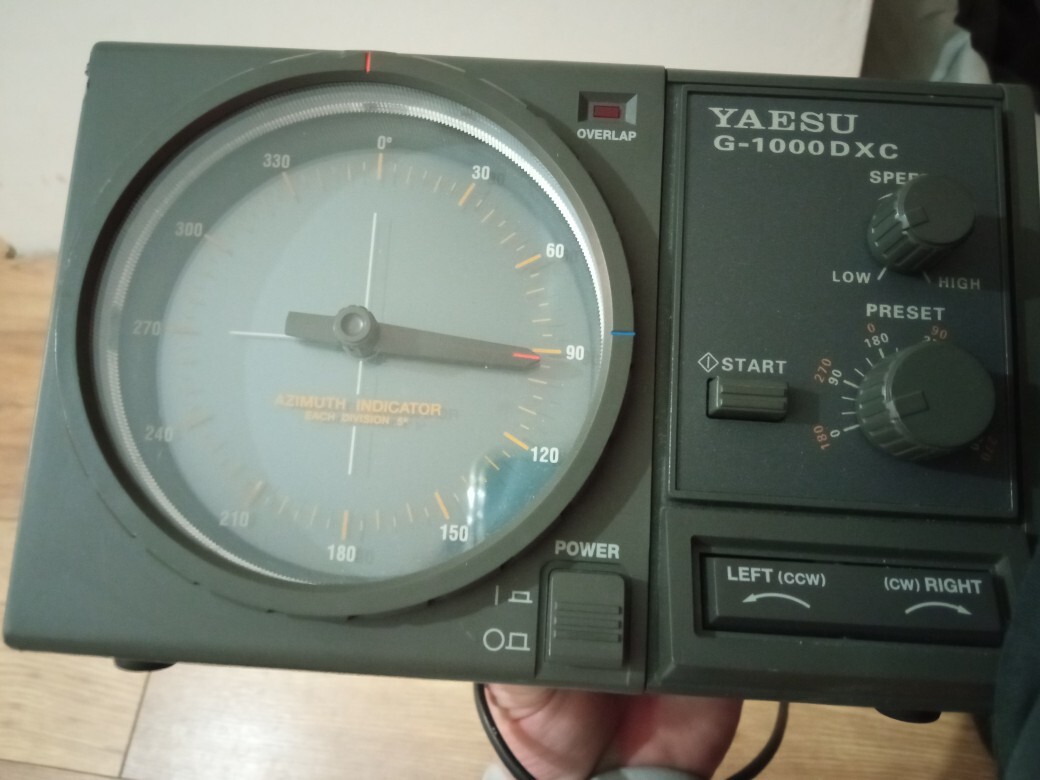 0°
30
60
90
120
150
180
210
240
270
300
330
AZIMUTH INDICATOR
EACH DIVISION 5°
OVERLAP
YAESU
G-1000DXC
LOW
HIGH
PRESET
0
180
90
270
90
180
0
START
POWER
LEFT (CCW)
(CW) RIGHT